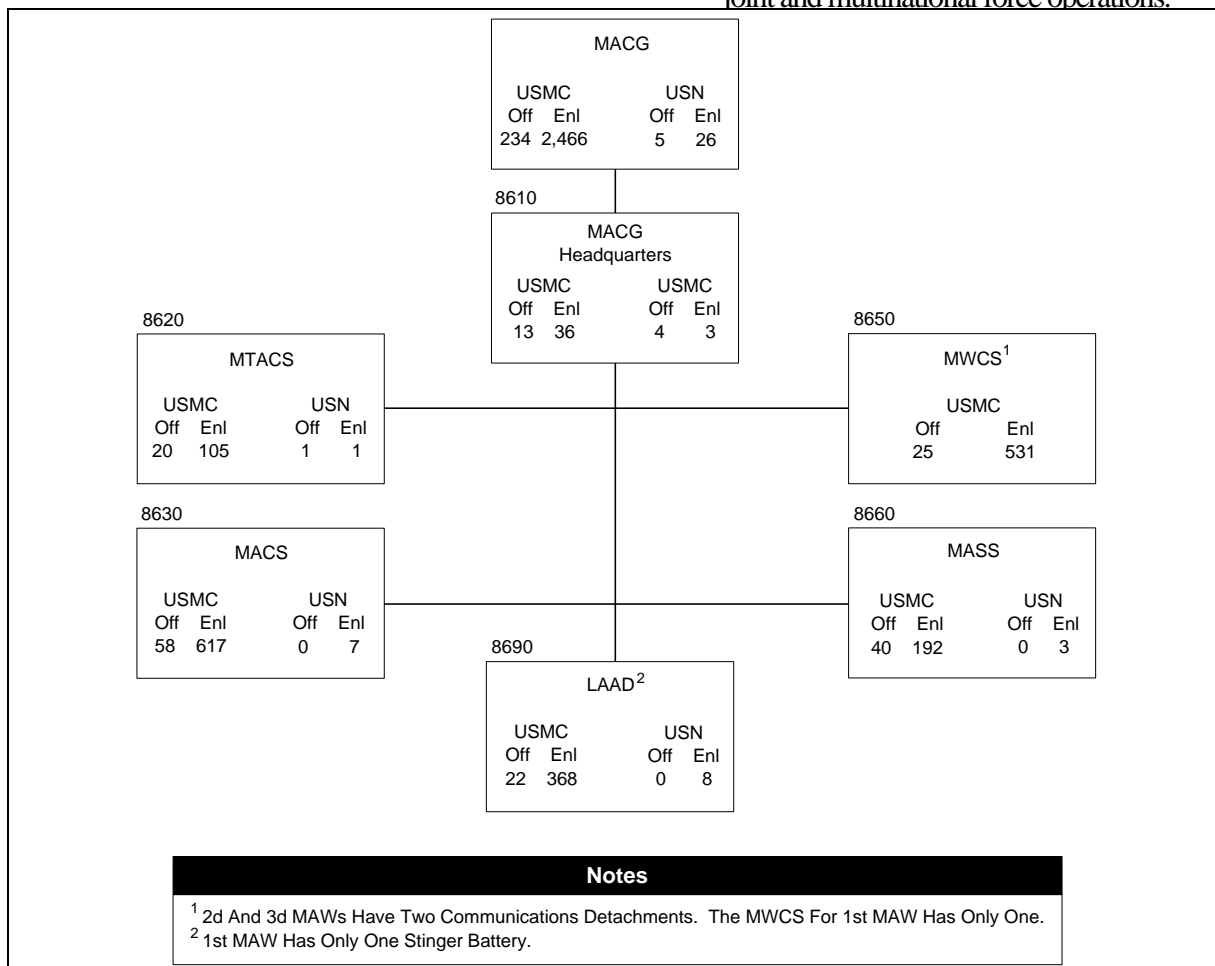 joint and multinational force operations.
MACG
USMC USN
Off Enl Off Enl
234 2,466 5 26
8610
MACG
Headquarters
USMC USMC
Off Enl Off Enl
13 36 4 3
8620
MTACS
USMC USN
Off Enl Off Enl
20 105 1 1
8650
MWCS1
USMC
Off Enl
25 531
8630
MACS
USMC USN
Off Enl Off Enl
58 617 0 7
8660
MASS
USMC USN
Off Enl Off Enl
40 192 0 3
8690
LAAD2
USMC USN
Off Enl Off Enl
22 368 0 8
Notes
1 2d And 3d MAWs Have Two Communications Detachments. The MWCS For 1st MAW Has Only One.
2 1st MAW Has Only One Stinger Battery.